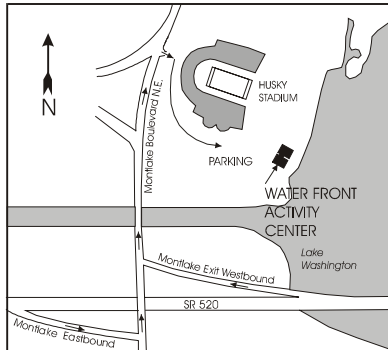 N
Montlake Boulevard N.E.
HUSKY
STADIUM
PARKING
WATER FRONT
ACTIVITY
CENTER
Lake
Washington
Montlake Exit Westbound
SR 520
Montlake Eastbound